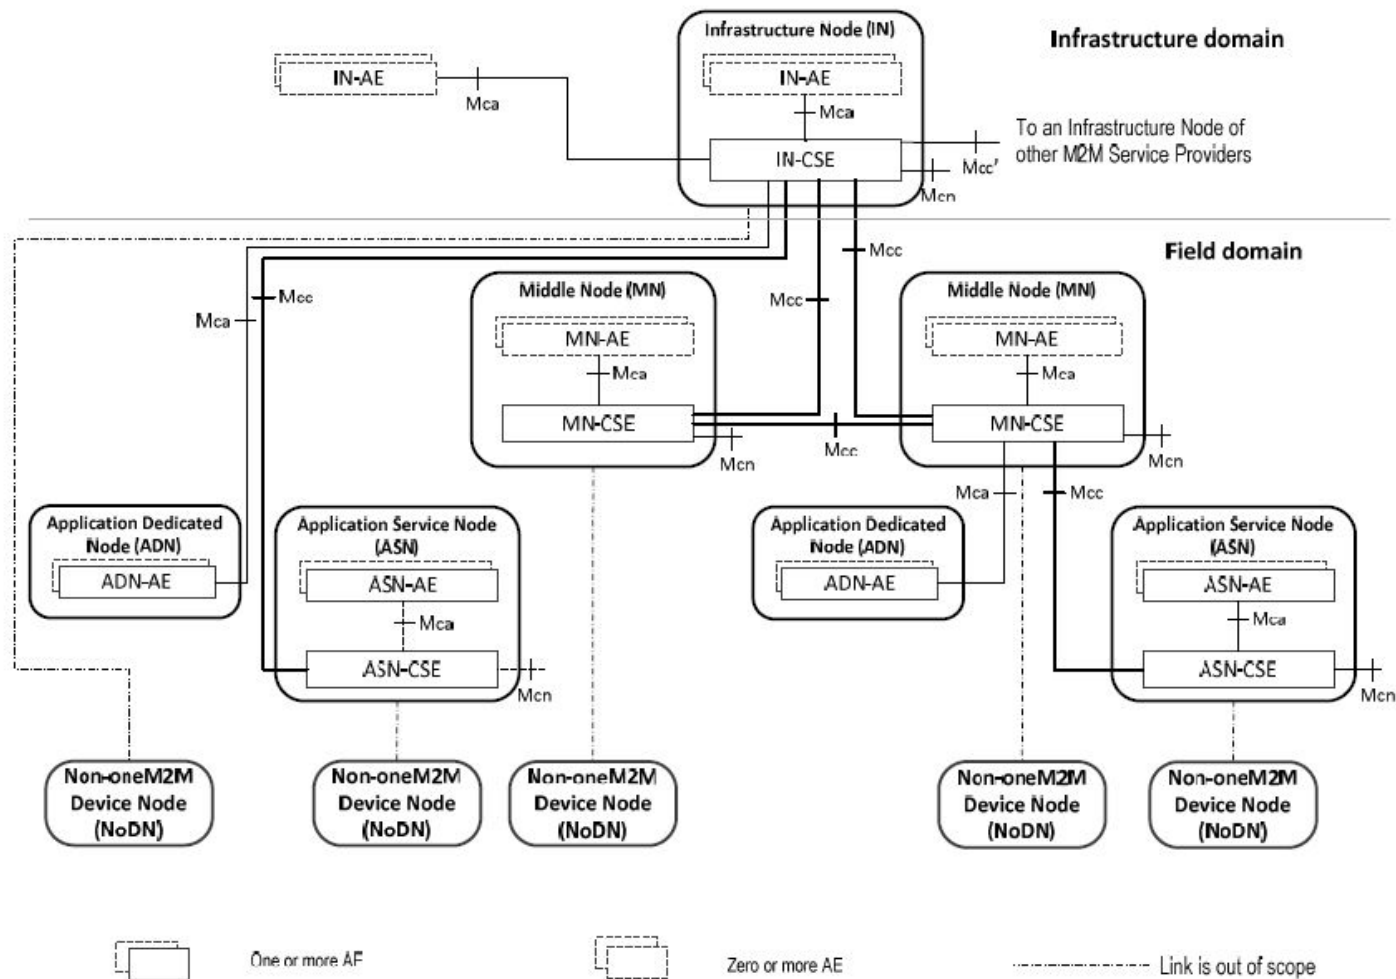 Infrastructure Node (IN)
Infrastructure domain
IN-AE
Mca
IN-AE
Mca
IN-CSE
Mcc'
Mcn
To an Infrastructure Node of
other M2M Service Providers
Field domain
Mcc
Mca
Mcc
Mcc
Middle Node (MN)
MN-AE
Mca
MN-CSE
Mcn
Mcc
Middle Node (MN)
MN-AE
Mca
MN-CSE
Mcn
Mca
Mcc
Application Dedicated
Node (ADN)
ADN-AE
Application Service Node
(ASN)
ASN-AE
Mca
ASN-CSE
Mcn
Application Dedicated
Node (ADN)
ADN-AE
Application Service Node
(ASN)
ASN-AE
Mca
ASN-CSE
Mcn
Non-oneM2M
Device Node
(NoDN)
Non-oneM2M
Device Node
(NoDN)
Non-oneM2M
Device Node
(NoDN)
Non-oneM2M
Device Node
(NoDN)
Non-oneM2M
Device Node
(NoDN)
One or more AE
Zero or more AE
Link is out of scope